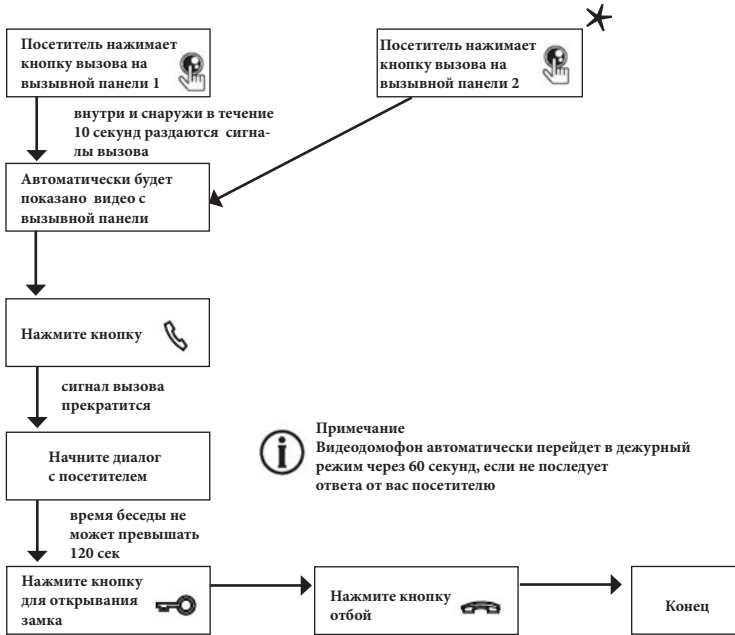 Посетитель нажимает
кнопку вызова на
вызывной панели 1
Посетитель нажимает
кнопку вызова на
вызывной панели 2
внутри и снаружи в течение
10 секунд раздаются сигна-
лы вызова
Автоматически будет
показано видео с
вызывной панели
Нажмите кнопку
сигнал вызова
прекратится
Начните диалог
с посетителем
Примечание
Видеодомофон автоматически перейдет в дежурный
режим через 60 секунд, если не последует
ответа от вас посетителю
время беседы не
может превышать
120 сек
Нажмите кнопку
для открывания
замка
Нажмите кнопку
отбой
Конец